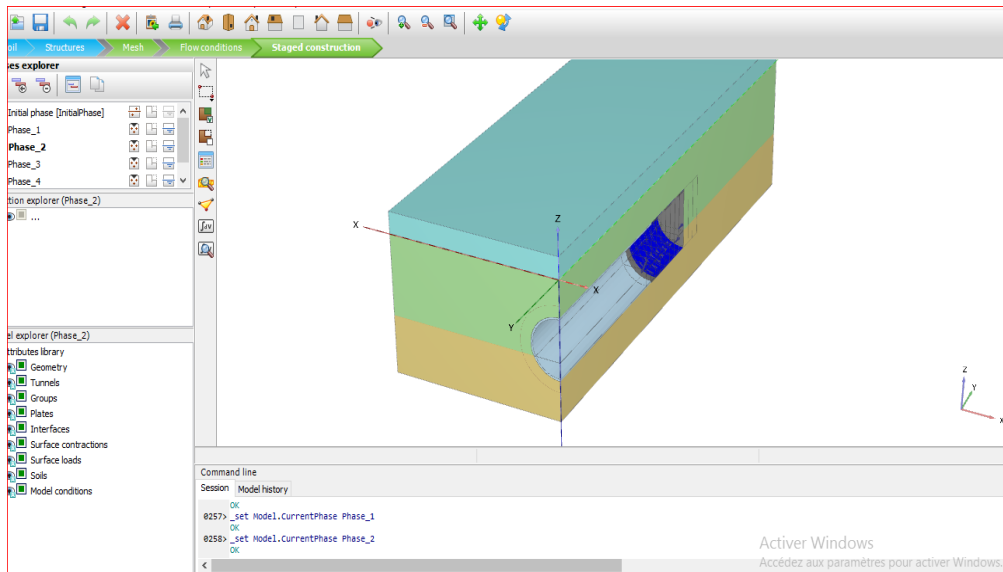 oil Structures Mesh Flow conditions Staged construction
ses explorer
Initial phase [InitialPhase]
Phase_1
Phase_2
Phase_3
Phase_4
ction explorer (Phase_2)
...
el explorer (Phase_2)
ttributes library
Geometry
Tunnels
Groups
Plates
Interfaces
Surface contractions
Surface loads
Soils
Model conditions
X
Z
X
Y
Z
Y
x
Command line
Session Model history
OK
0257> _set Model.CurrentPhase Phase_1
OK
0258> _set Model.CurrentPhase Phase_2
OK
Activer Windows
Accédez aux paramètres pour activer Windows.